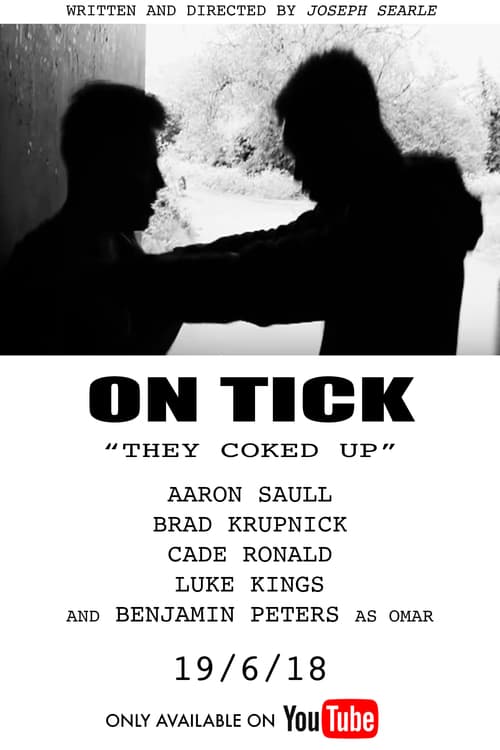 WRITTEN AND DIRECTED BY JOSEPH SEARLE
ON TICK
“THEY COKED UP”
AARON SAULL
BRAD KRUPNICK
CADE RONALD
LUKE KINGS
AND BENJAMIN PETERS AS OMAR
19/6/18
ONLY AVAILABLE ON YouTube